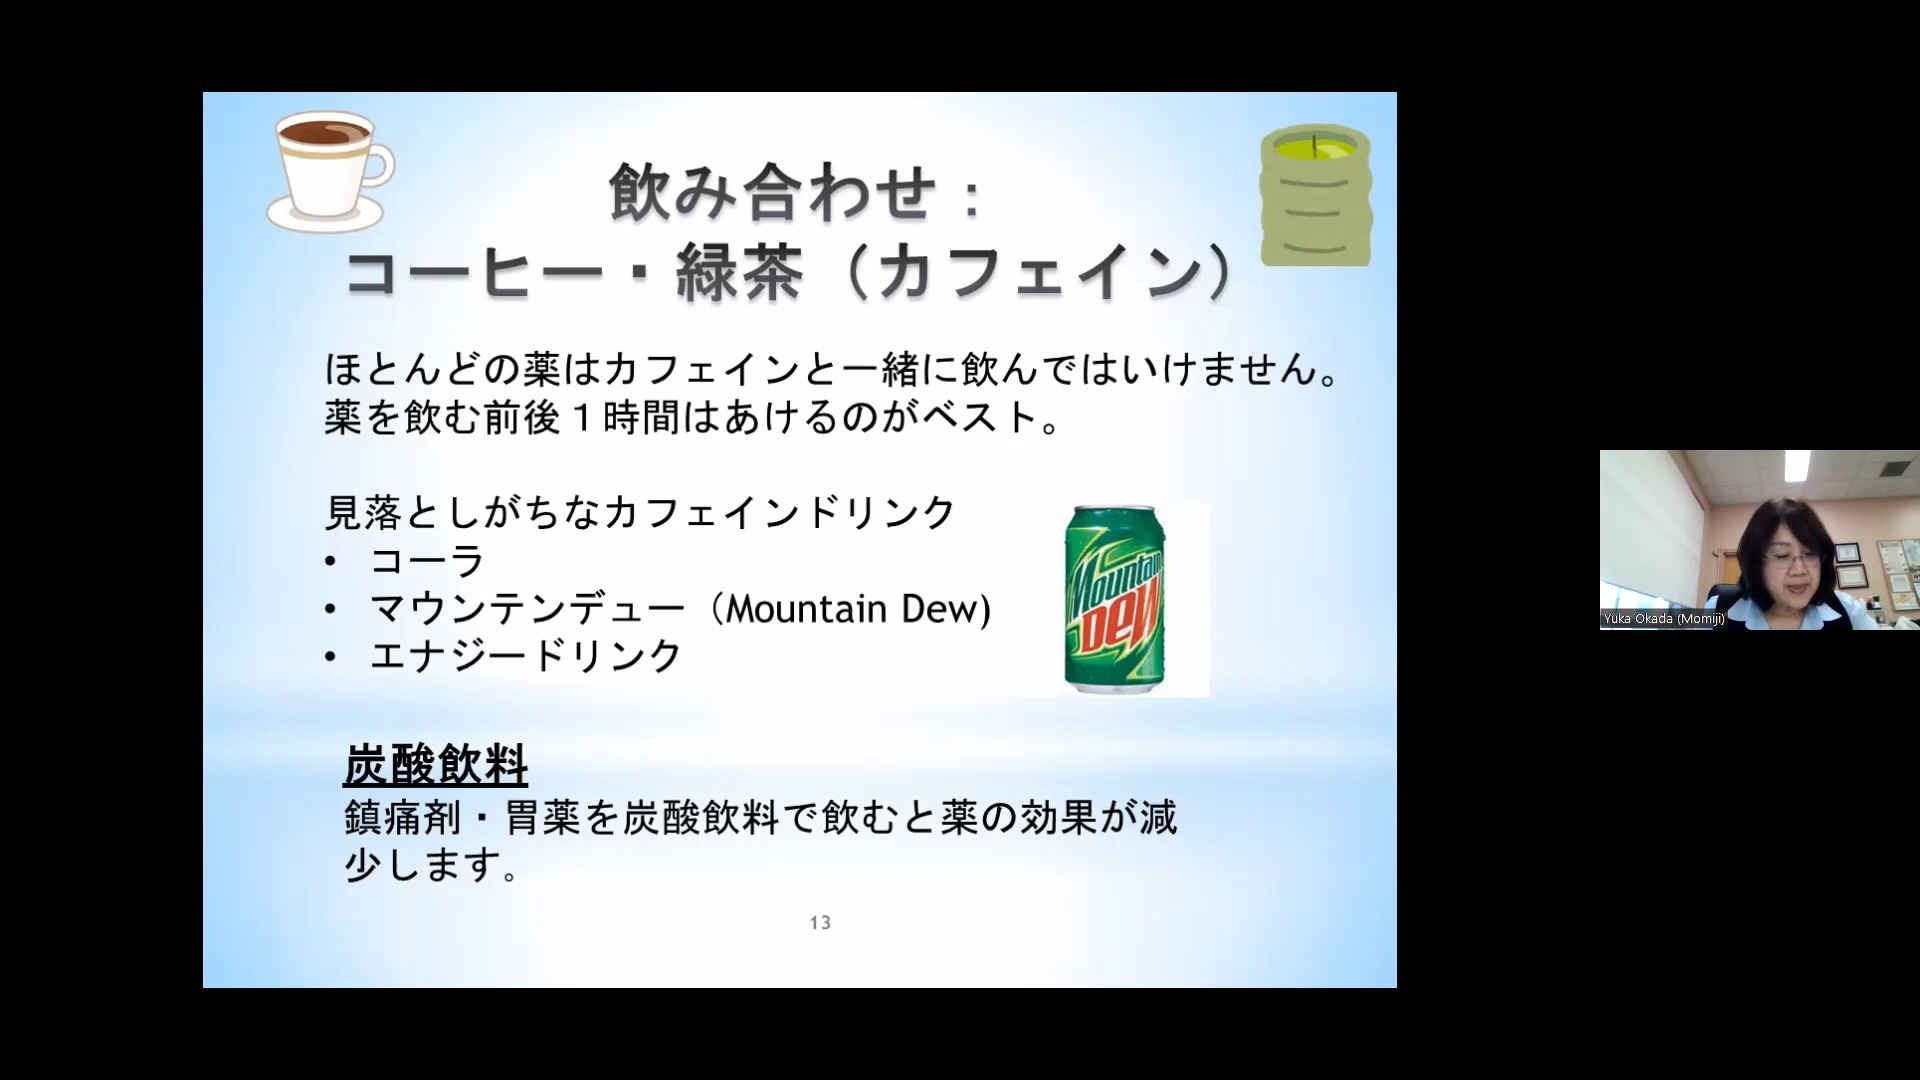 飲み合わせ：
コーヒー・緑茶（カフェイン）
ほとんどの薬はカフェインと一緒に飲んではいけません。
薬を飲む前後１時間はあけるのがベスト。
見落としがちなカフェインドリンク
• コーラ
• マウンテンデュー（Mountain Dew)
• エナジードリンク
Mountain
DEW
炭酸飲料
鎮痛剤・胃薬を炭酸飲料で飲むと薬の効果が減
少します。
13
Yuka Okada (Momiji)